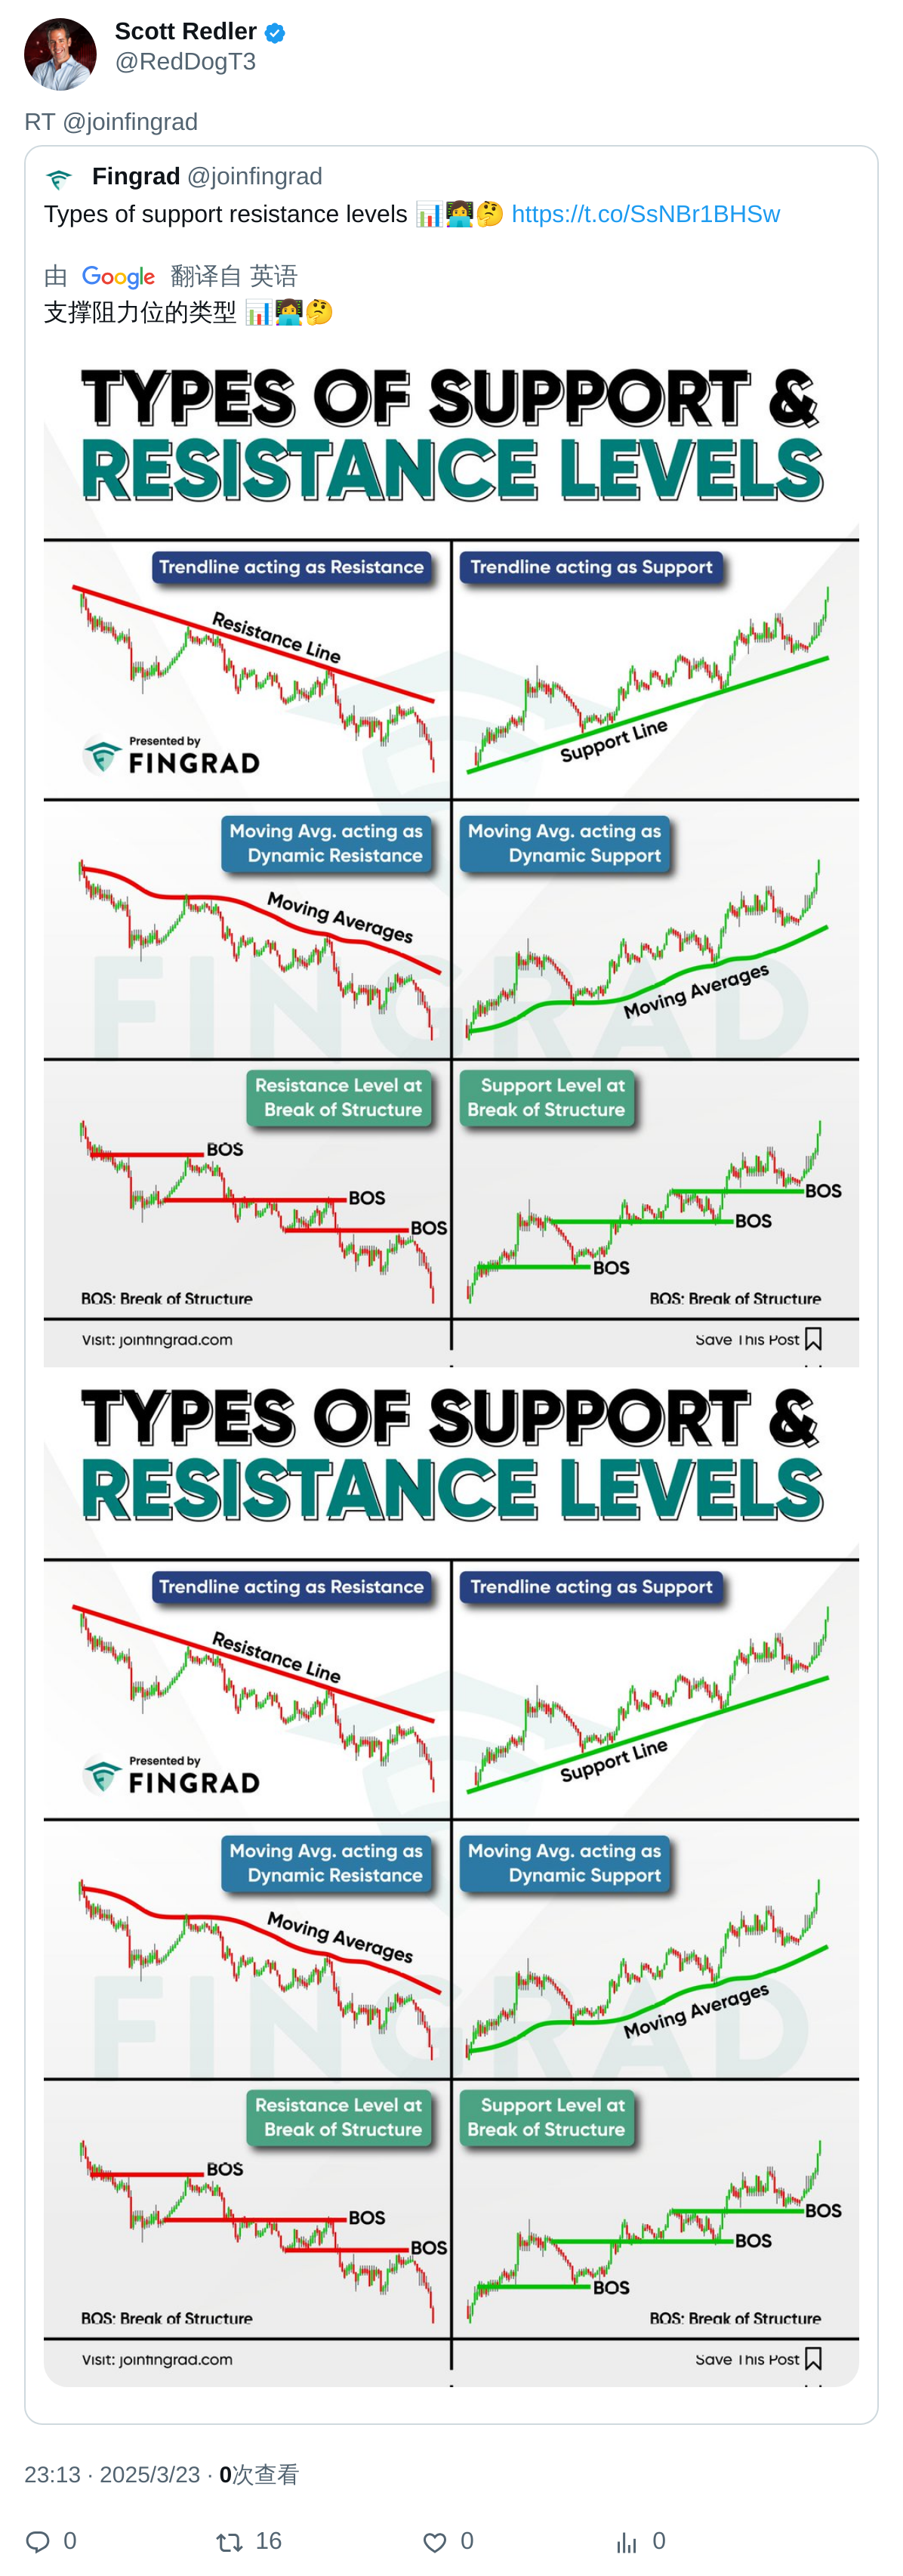 Scott Redler
@RedDogT3
RT @joinfingrad
Fingrad @joinfingrad
Types of support resistance levels 📊👩‍💻🤔 https://t.co/SsNBr1BHSw
由 Google 翻译自 英语
支撑阻力位的类型 📊👩‍💻🤔
TYPES OF SUPPORT &
RESISTANCE LEVELS
Trendline acting as Resistance
Trendline acting as Support
Resistance Line
Support Line
Presented by
FINGRAD
Moving Avg. acting as
Dynamic Resistance
Moving Avg. acting as
Dynamic Support
Moving Averages
Moving Averages
FINGRAD
Resistance Level at
Break of Structure
Support Level at
Break of Structure
BOS
BOS
BOS
BOS
BOS
BOS
BOS: Break of Structure
BOS: Break of Structure
Visit: joinfingrad.com
Save This Post
TYPES OF SUPPORT &
RESISTANCE LEVELS
Trendline acting as Resistance
Trendline acting as Support
Resistance Line
Support Line
Presented by
FINGRAD
Moving Avg. acting as
Dynamic Resistance
Moving Avg. acting as
Dynamic Support
Moving Averages
Moving Averages
FINGRAD
Resistance Level at
Break of Structure
Support Level at
Break of Structure
BOS
BOS
BOS
BOS
BOS
BOS
BOS: Break of Structure
BOS: Break of Structure
Visit: joinfingrad.com
Save This Post
23:13 · 2025/3/23 · 0次查看
0 16 0 0